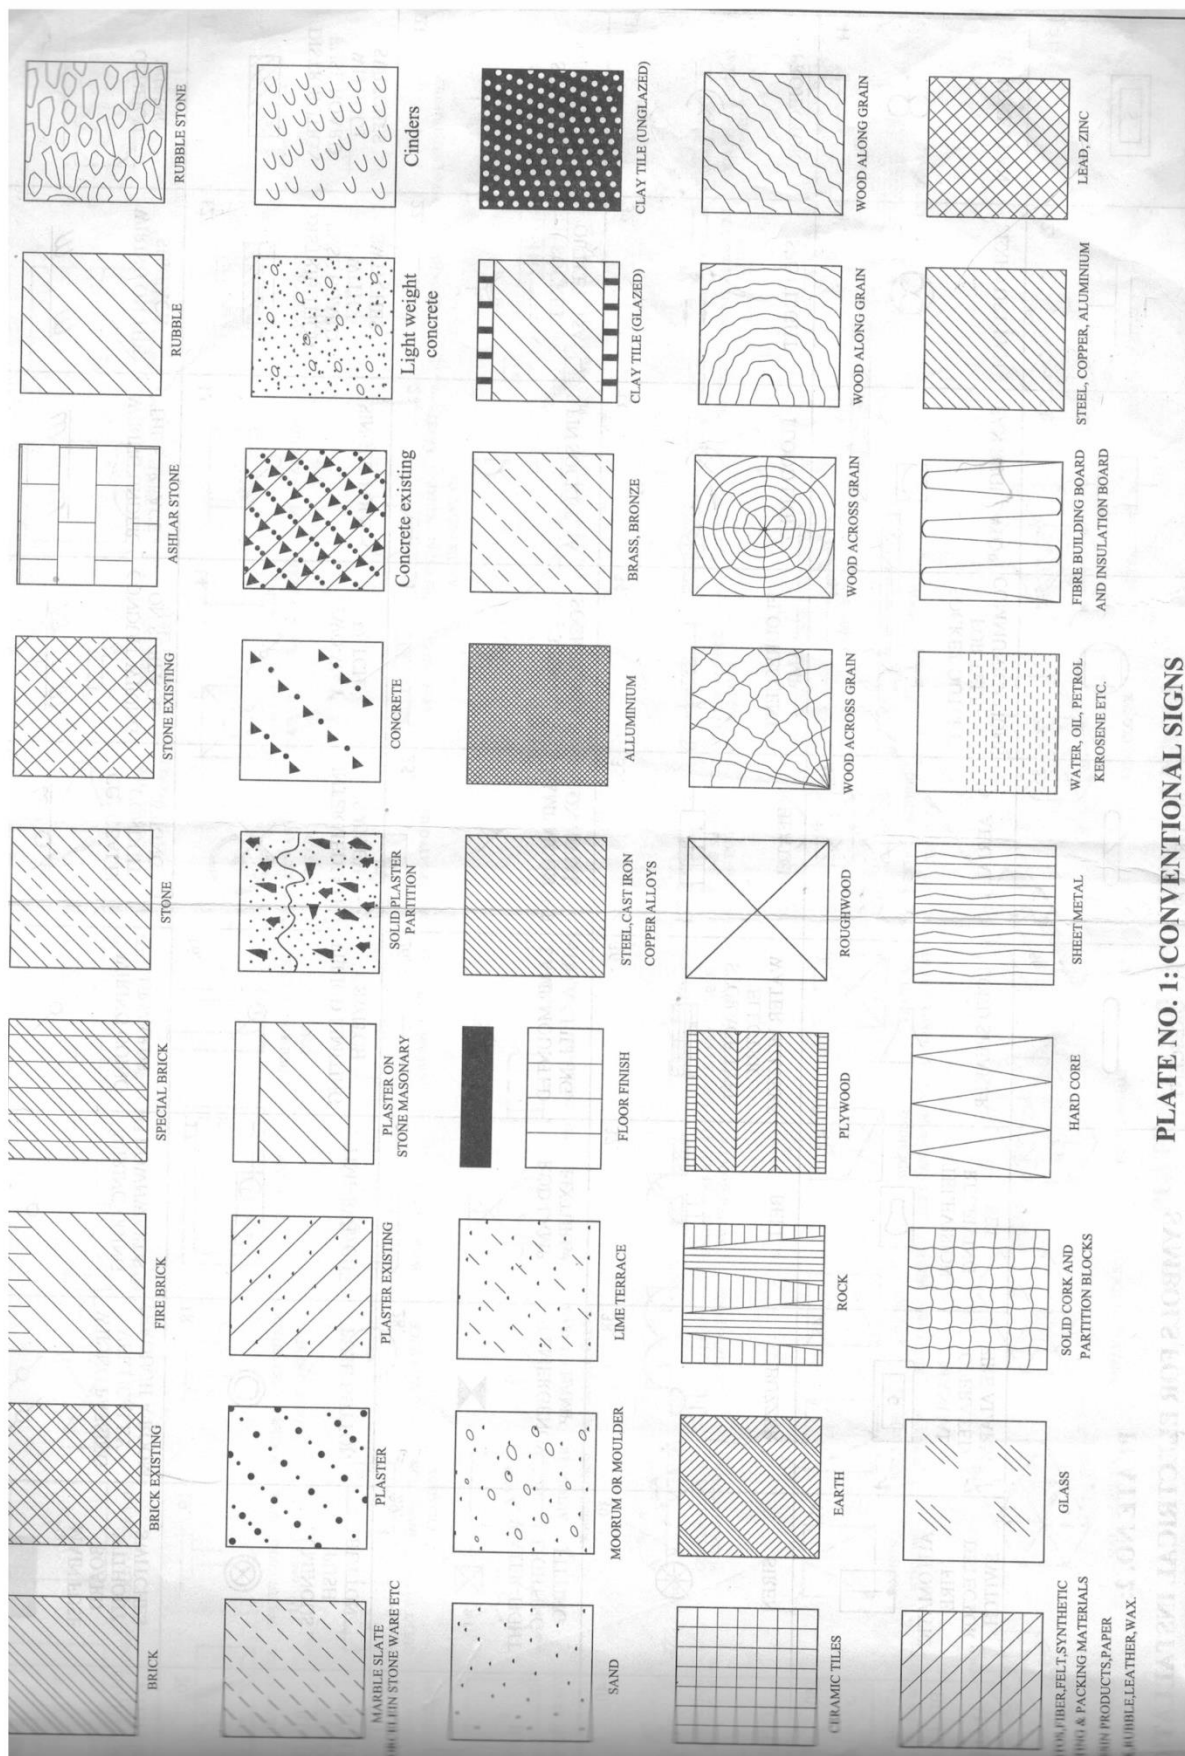 BRICK
BRICK EXISTING
FIRE BRICK
SPECIAL BRICK
STONE
STONE EXISTING
ASHLAR STONE
RUBBLE
RUBBLE STONE
MARBLE SLATE
STONE WARE ETC
PLASTER
PLASTER EXISTING
PLASTER ON
STONE MASONARY
SOLID PLASTER
PARTITION
CONCRETE
Concrete existing
Light weight
concrete
Cinders
SAND
MOORUM OR MOULDER
LIME TERRACE
FLOOR FINISH
STEEL, CAST IRON
COPPER ALLOYS
ALLUMINIUM
BRASS, BRONZE
CLAY TILE (GLAZED)
CLAY TILE (UNGLAZED)
CERAMIC TILES
EARTH
ROCK
PLYWOOD
ROUGHWOOD
WOOD ACROSS GRAIN
WOOD ACROSS GRAIN
WOOD ALONG GRAIN
WOOD ALONG GRAIN
FIBER,FELT,SYNTHETIC
& PACKING MATERIALS
PRODUCTS,PAPER
LEATHER,WAX.
GLASS
SOLID CORK AND
PARTITION BLOCKS
HARD CORE
SHEET METAL
WATER, OIL, PETROL
KEROSENE ETC.
FIBRE BUILDING BOARD
AND INSULATION BOARD
STEEL, COPPER, ALUMINIUM
LEAD, ZINC
PLATE NO. 1: CONVENTIONAL SIGNS